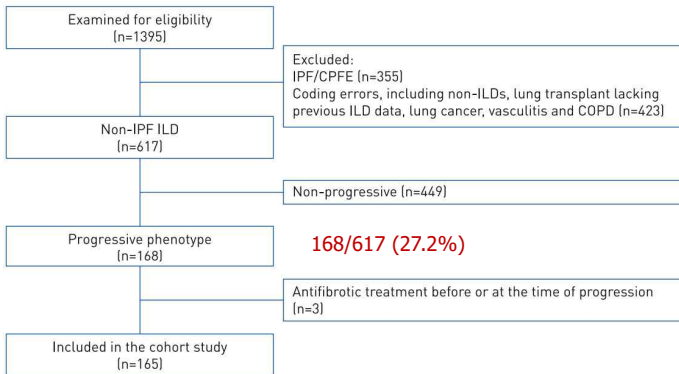 Examined for eligibility
(n=1395)
Excluded:
IPF/CPFE (n=355)
Coding errors, including non-ILDs, lung transplant lacking
previous ILD data, lung cancer, vasculitis and COPD (n=423)
Non-IPF ILD
(n=617)
Non-progressive (n=449)
Progressive phenotype
(n=168)
168/617 (27.2%)
Antifibrotic treatment before or at the time of progression
(n=3)
Included in the cohort study
(n=165)